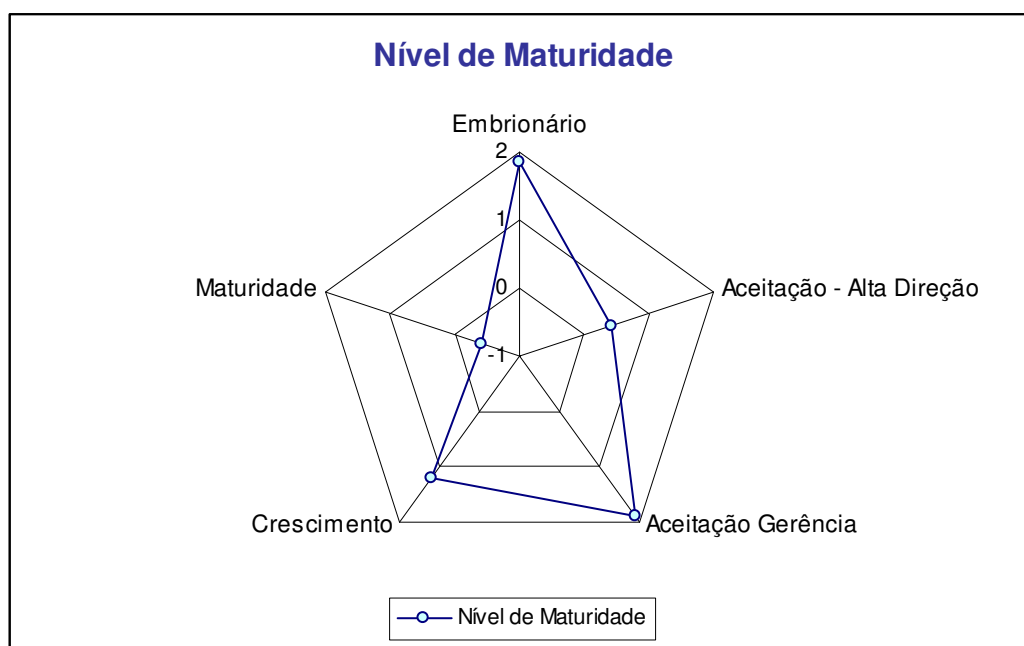 Nível de Maturidade
Embrionário
2
1
Maturidade
0
Aceitação - Alta Direção
-1
Crescimento
Aceitação Gerência
Nível de Maturidade